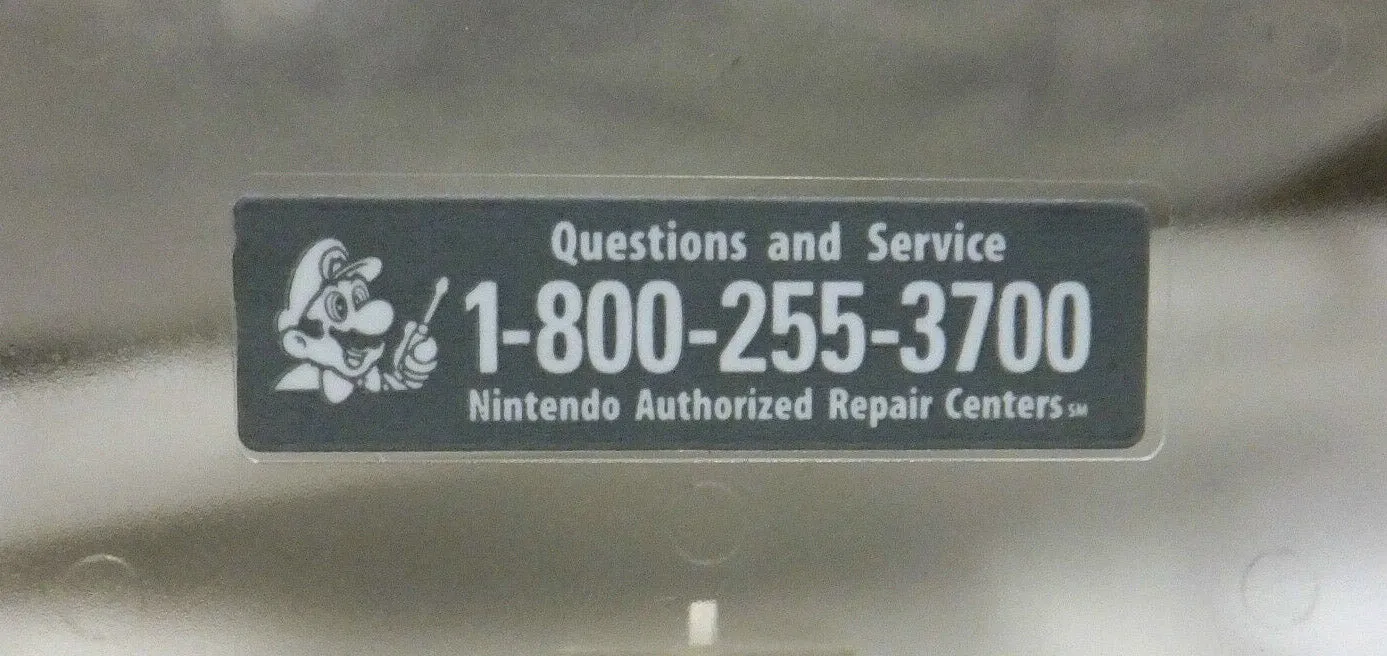 Questions and Service
1-800-255-3700
Nintendo Authorized Repair Centers SM